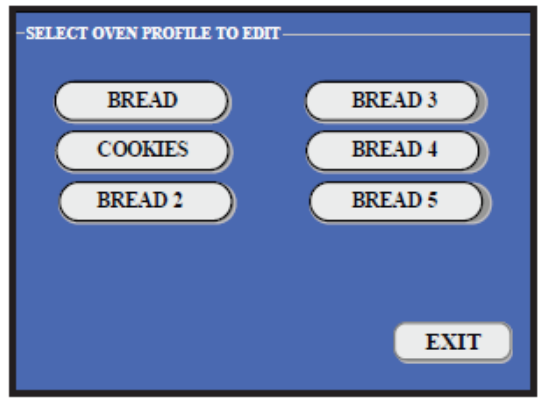 SELECT OVEN PROFILE TO EDIT
BREAD
COOKIES
BREAD 2
BREAD 3
BREAD 4
BREAD 5
EXIT